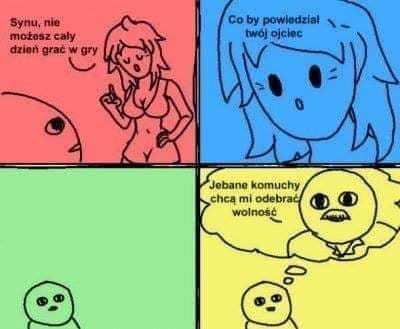 Synu, nie
możesz cały
dzień grać w gry
Co by powiedział
twój ojciec
Jebane komuchy
chcą mi odebrać
wolność